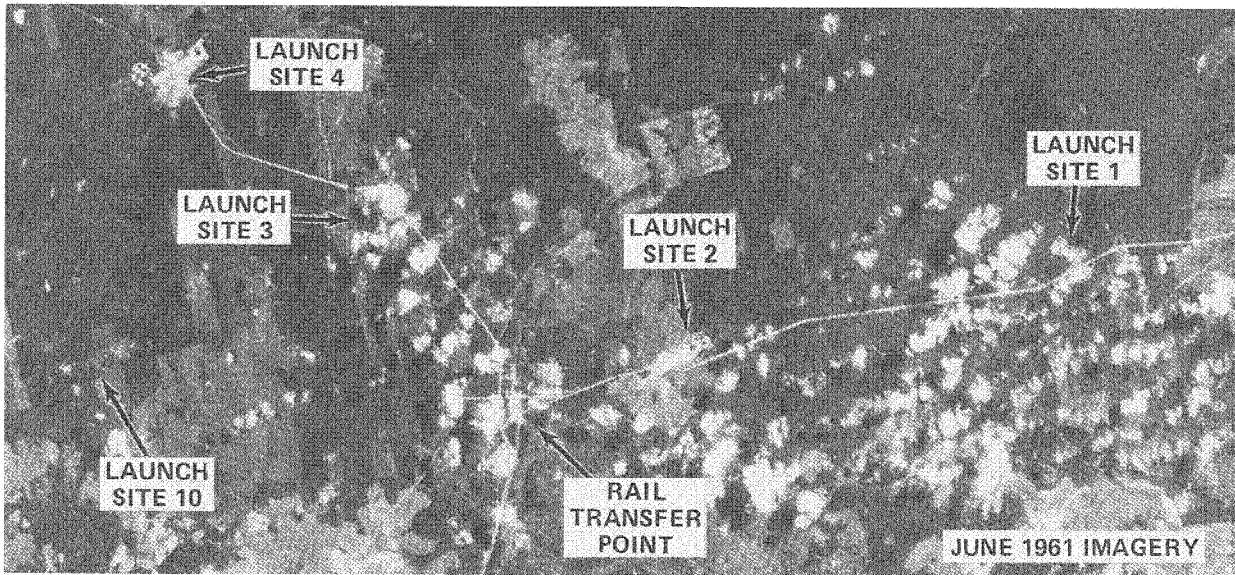 LAUNCH
SITE 4
LAUNCH
SITE 1
LAUNCH
SITE 3
LAUNCH
SITE 2
LAUNCH
SITE 10
RAIL
TRANSFER
POINT
JUNE 1961 IMAGERY